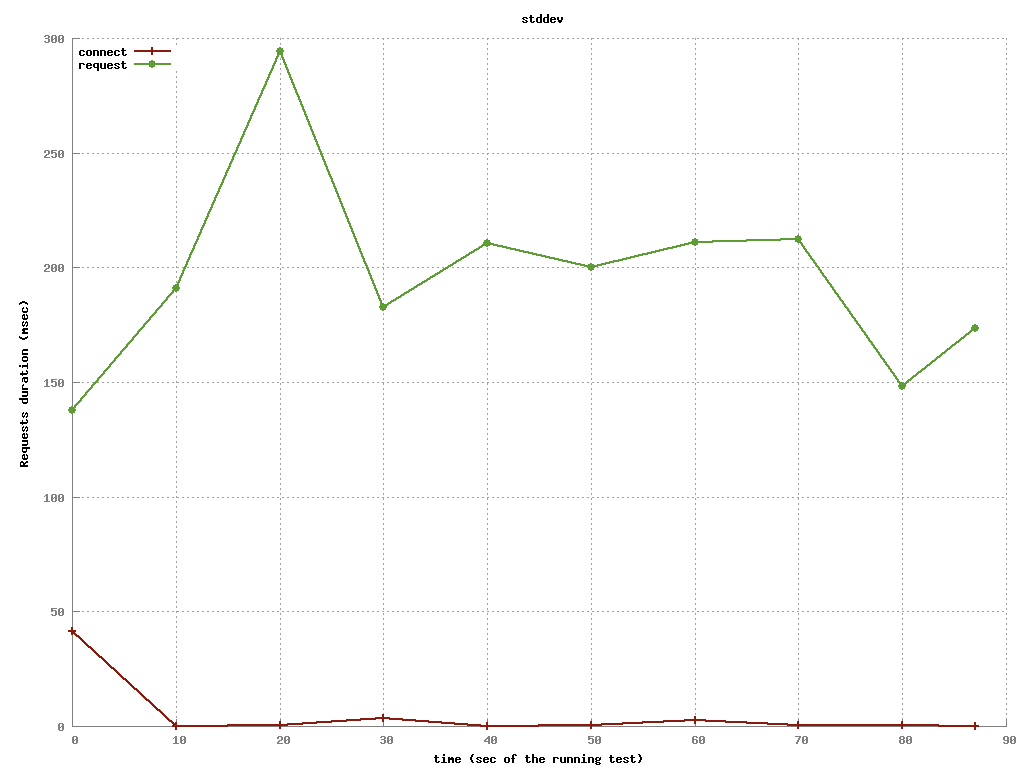 stddev
connect
request
300
250
200
150
100
50
0
Requests duration (msec)
0 10 20 30 40 50 60 70 80 90
time (sec of the running test)